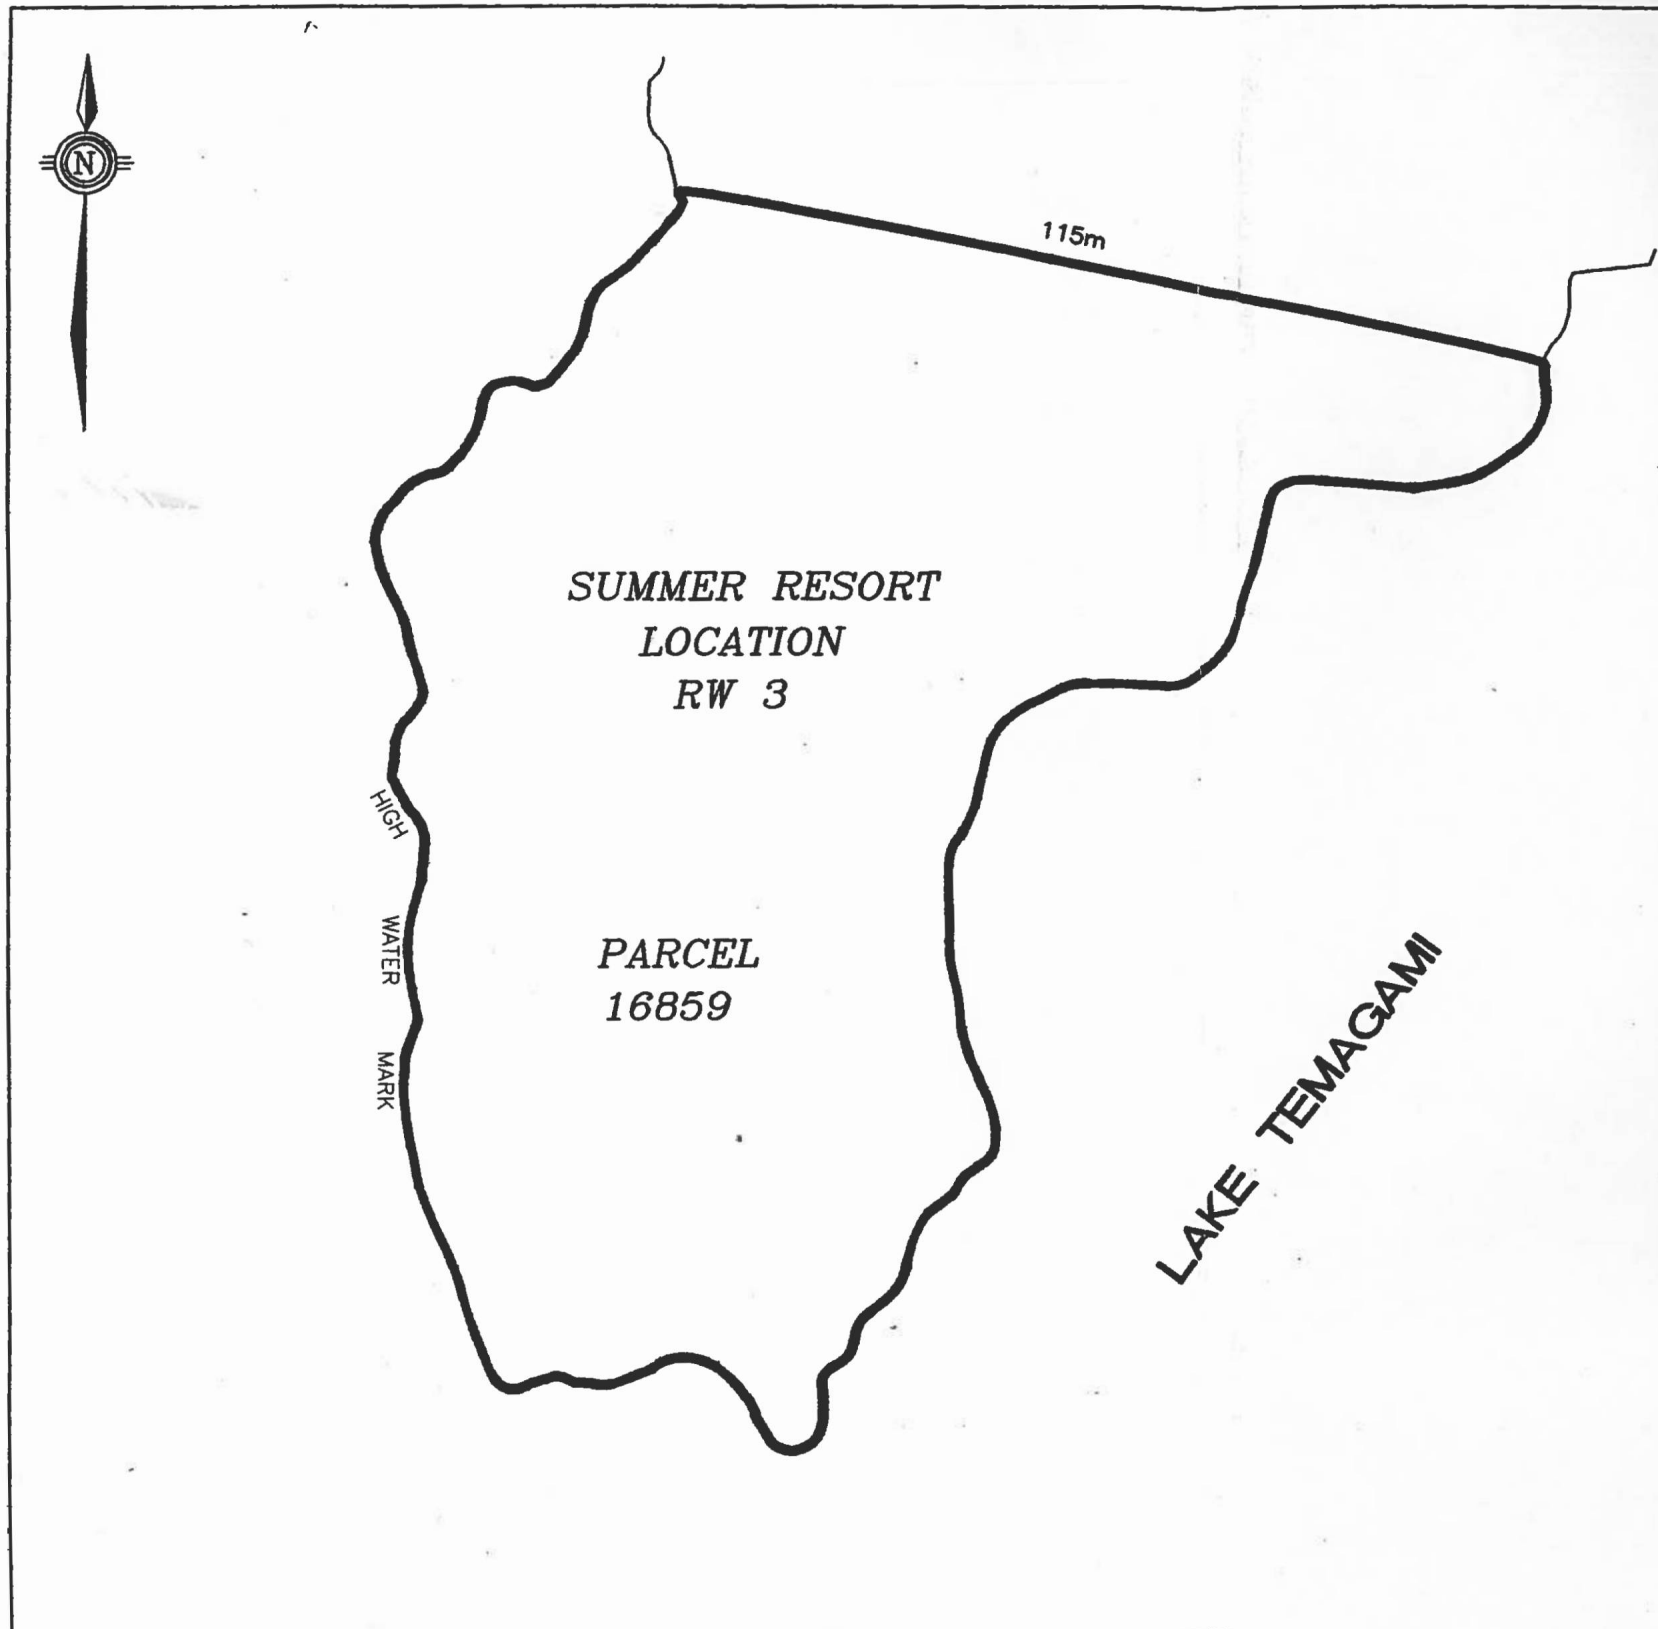 N
115m
SUMMER RESORT
LOCATION
RW 3
HIGH WATER MARK
PARCEL
16859
LAKE TEMAGAMI